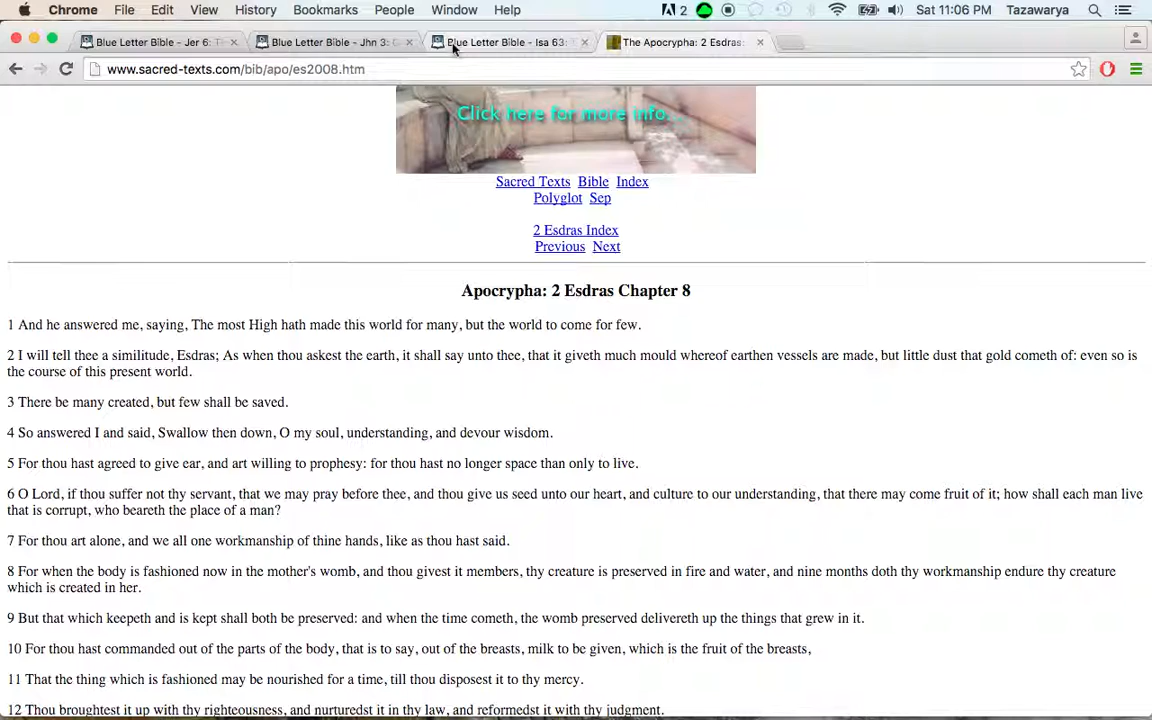 Chrome File Edit View History Bookmarks People Window Help 2 Sat 11:06 PM Tazawarya
Blue Letter Bible - Jer 6: Blue Letter Bible - Jhn 3: Blue Letter Bible - Isa 63: The Apocrypha: 2 Esdras:
www.sacred-texts.com/bib/apo/es2008.htm
Click here for more info...
Sacred Texts Bible Index
Polyglot Sep
2 Esdras Index
Previous Next
Apocrypha: 2 Esdras Chapter 8
1 And he answered me, saying, The most High hath made this world for many, but the world to come for few.
2 I will tell thee a similitude, Esdras; As when thou askest the earth, it shall say unto thee, that it giveth much mould whereof earthen vessels are made, but little dust that gold cometh of: even so is
the course of this present world.
3 There be many created, but few shall be saved.
4 So answered I and said, Swallow then down, O my soul, understanding, and devour wisdom.
5 For thou hast agreed to give ear, and art willing to prophesy: for thou hast no longer space than only to live.
6 O Lord, if thou suffer not thy servant, that we may pray before thee, and thou give us seed unto our heart, and culture to our understanding, that there may come fruit of it; how shall each man live
that is corrupt, who beareth the place of a man?
7 For thou art alone, and we all one workmanship of thine hands, like as thou hast said.
8 For when the body is fashioned now in the mother's womb, and thou givest it members, thy creature is preserved in fire and water, and nine months doth thy workmanship endure thy creature
which is created in her.
9 But that which keepeth and is kept shall both be preserved: and when the time cometh, the womb preserved delivereth up the things that grew in it.
10 For thou hast commanded out of the parts of the body, that is to say, out of the breasts, milk to be given, which is the fruit of the breasts,
11 That the thing which is fashioned may be nourished for a time, till thou disposest it to thy mercy.
12 Thou broughtest it up with thy righteousness, and nurturedst it in thy law, and reformedst it with thy judgment.